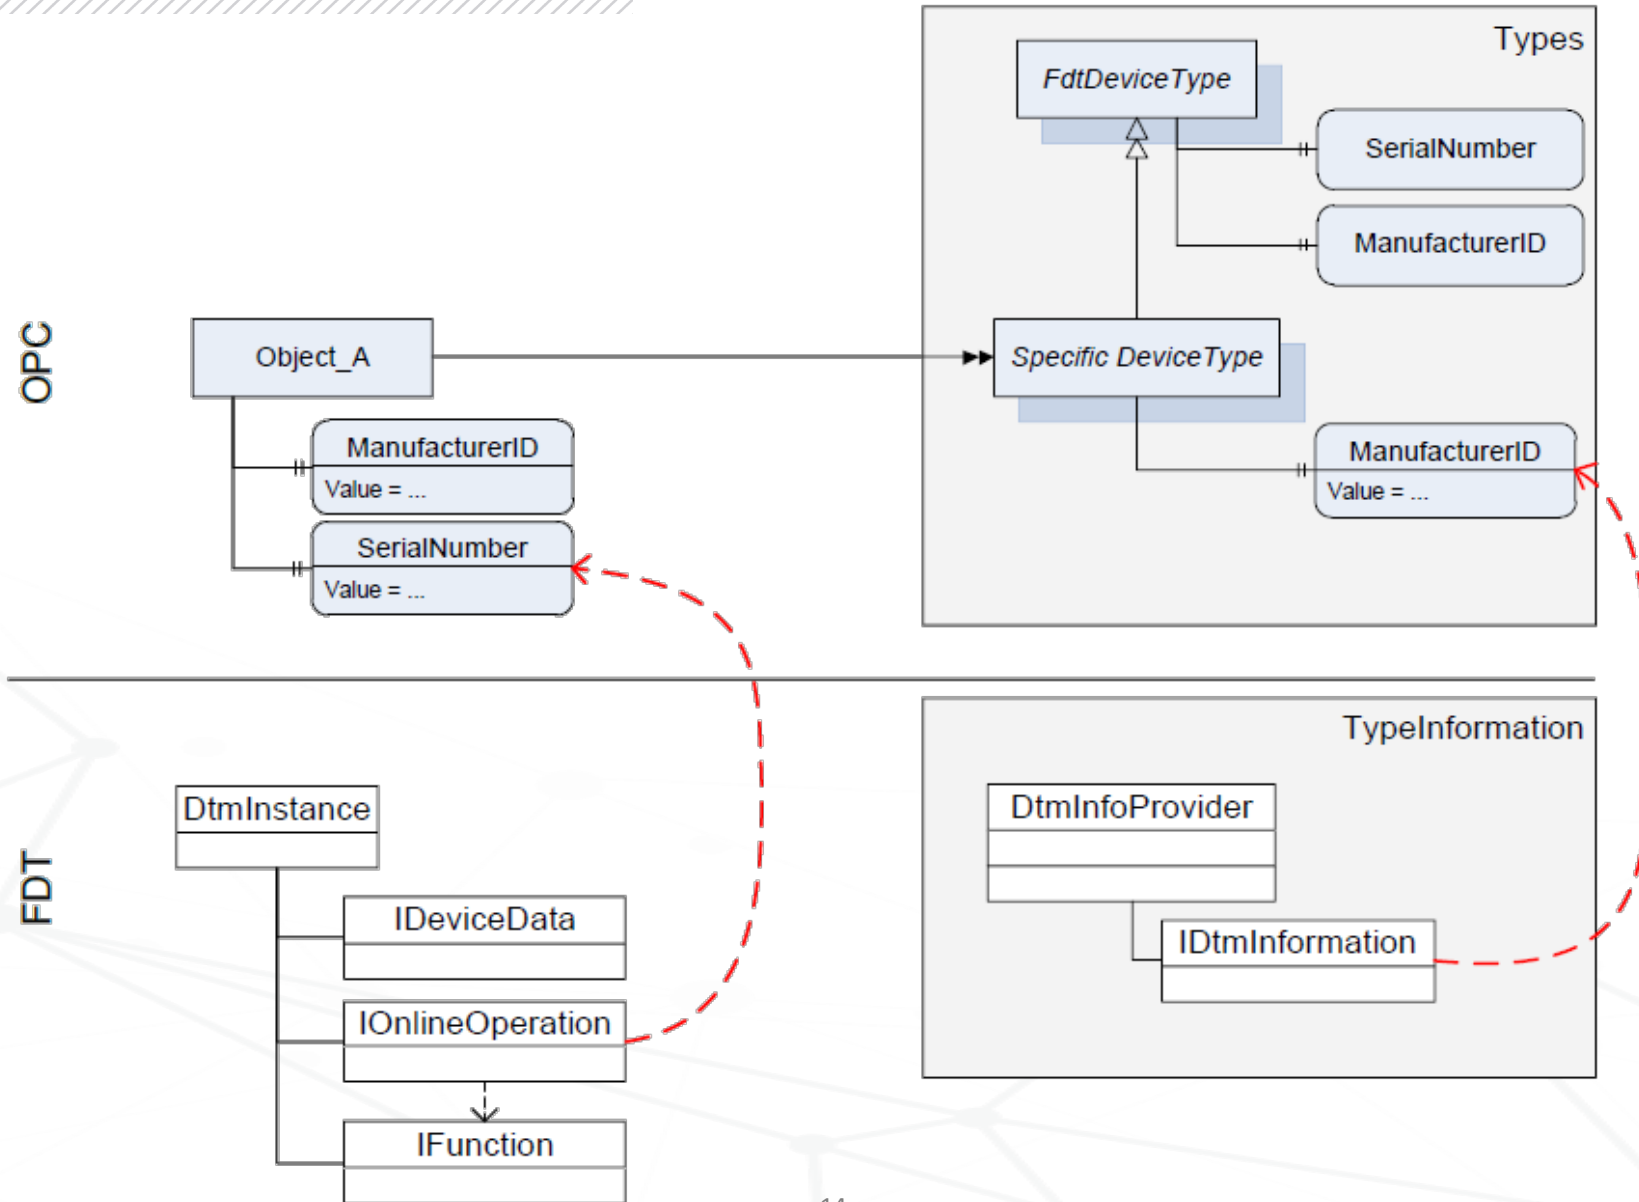 Types
FdtDeviceType
SerialNumber
ManufacturerID
OPC
Object_A
Specific DeviceType
ManufacturerID
Value = ...
SerialNumber
Value = ...
ManufacturerID
Value = ...
TypeInformation
FDT
DtmInstance
DtmInfoProvider
IDeviceData
IDtmInformation
IOnlineOperation
IFunction